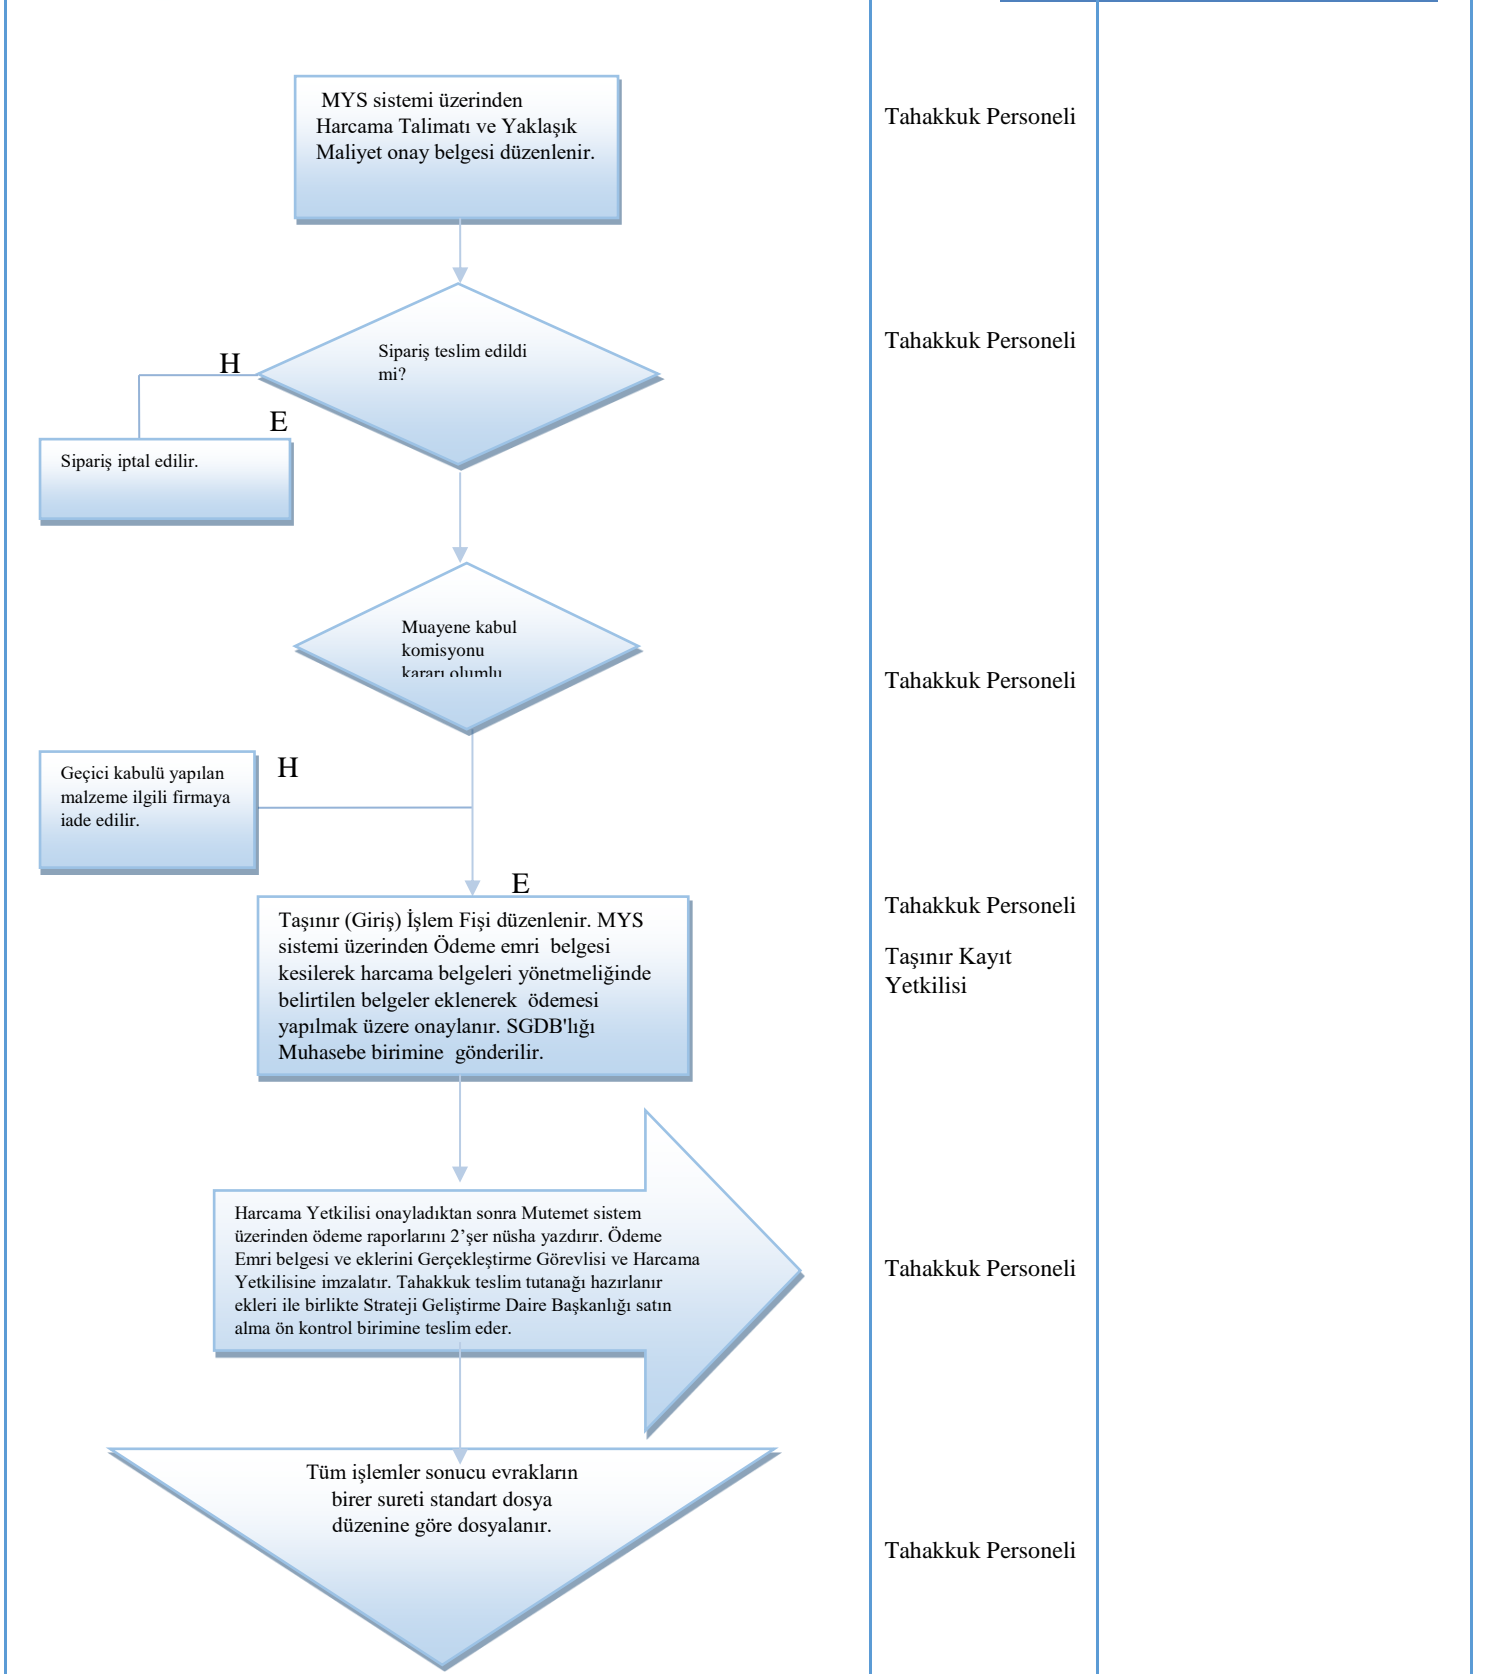 MYS sistemi üzerinden
Harcama Talimatı ve Yaklaşık
Maliyet onay belgesi düzenlenir.
Tahakkuk Personeli
Sipariş teslim edildi
mi?
Tahakkuk Personeli
H
E
Sipariş iptal edilir.
Muayene kabul
komisyonu
kararı olumlu
Tahakkuk Personeli
Geçici kabulü yapılan
malzeme ilgili firmaya
iade edilir.
H
E
Taşınır (Giriş) İşlem Fişi düzenlenir. MYS
sistemi üzerinden Ödeme emri belgesi
kesilerek harcama belgeleri yönetmeliğinde
belirtilen belgeler eklenerek ödemesi
yapılmak üzere onaylanır. SGDB'lığı
Muhasebe birimine gönderilir.
Tahakkuk Personeli
Taşınır Kayıt
Yetkilisi
Harcama Yetkilisi onayladıktan sonra Mutemet sistem
üzerinden ödeme raporlarını 2’şer nüsha yazdırır. Ödeme
Emri belgesi ve eklerini Gerçekleştirme Görevlisi ve Harcama
Yetkilisine imzalatır. Tahakkuk teslim tutanağı hazırlanır
ekleri ile birlikte Strateji Geliştirme Daire Başkanlığı satın
alma ön kontrol birimine teslim eder.
Tahakkuk Personeli
Tüm işlemler sonucu evrakların
birer sureti standart dosya
düzenine göre dosyalanır.
Tahakkuk Personeli